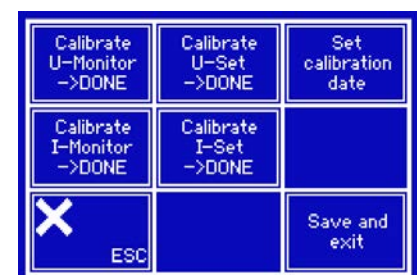 Calibrate
U-Monitor
->DONE
Calibrate
U-Set
->DONE
Set
calibration
date
Calibrate
I-Monitor
->DONE
Calibrate
I-Set
->DONE
ESC
Save and
exit